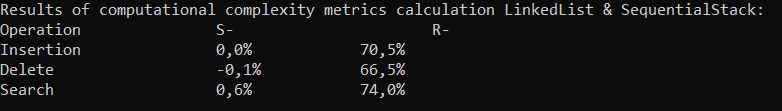 Results of computational complexity metrics calculation LinkedList & SequentialStack:
Operation S- R-
Insertion 0,0% 70,5%
Delete -0,1% 66,5%
Search 0,6% 74,0%